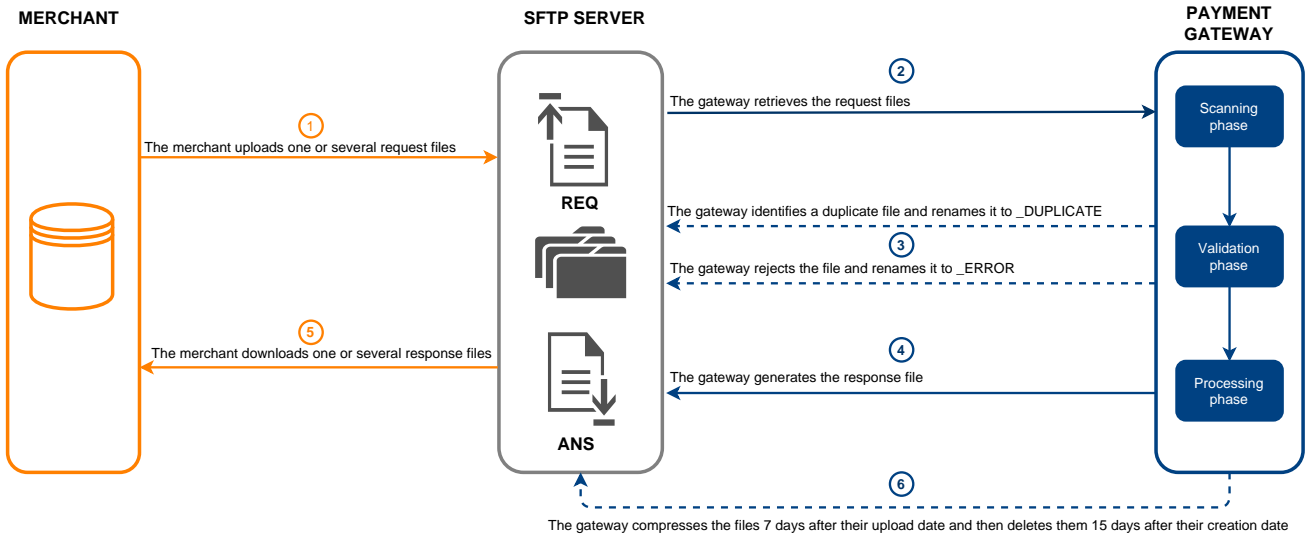 MERCHANT
SFTP SERVER
PAYMENT
GATEWAY
1
The merchant uploads one or several request files
2
The gateway retrieves the request files
Scanning
phase
REQ
The gateway identifies a duplicate file and renames it to _DUPLICATE
3
The gateway rejects the file and renames it to _ERROR
Validation
phase
5
The merchant downloads one or several response files
4
The gateway generates the response file
Processing
phase
ANS
6
The gateway compresses the files 7 days after their upload date and then deletes them 15 days after their creation date